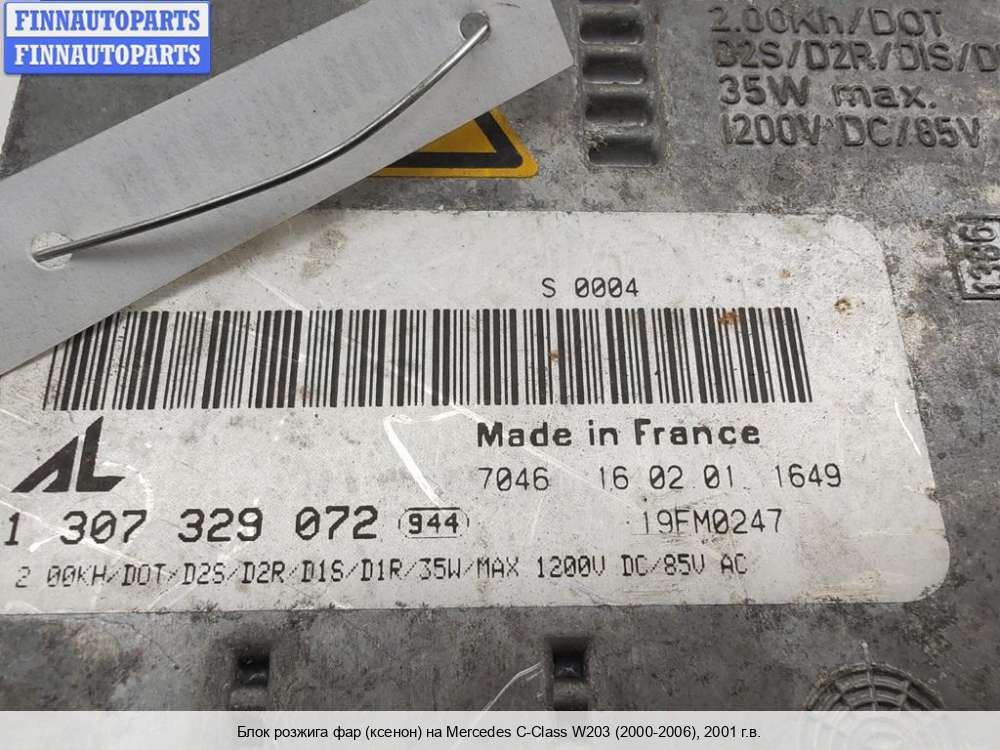 FINNAUTOPARTS
FINNAUTOPARTS
2.00Kh/DOT
D2S/D2R/D1S/D
35W max.
1200V DC/85V
1386
S 0004
AL
Made in France
7046 16 02 01 1649
1 307 329 072 944
19FM0247
2 00KH/DOT/D2S/D2R/D1S/D1R/35W/MAX 1200V DC/85V AC
Блок розжига фар (ксенон) на Mercedes C-Class W203 (2000-2006), 2001 г.в.